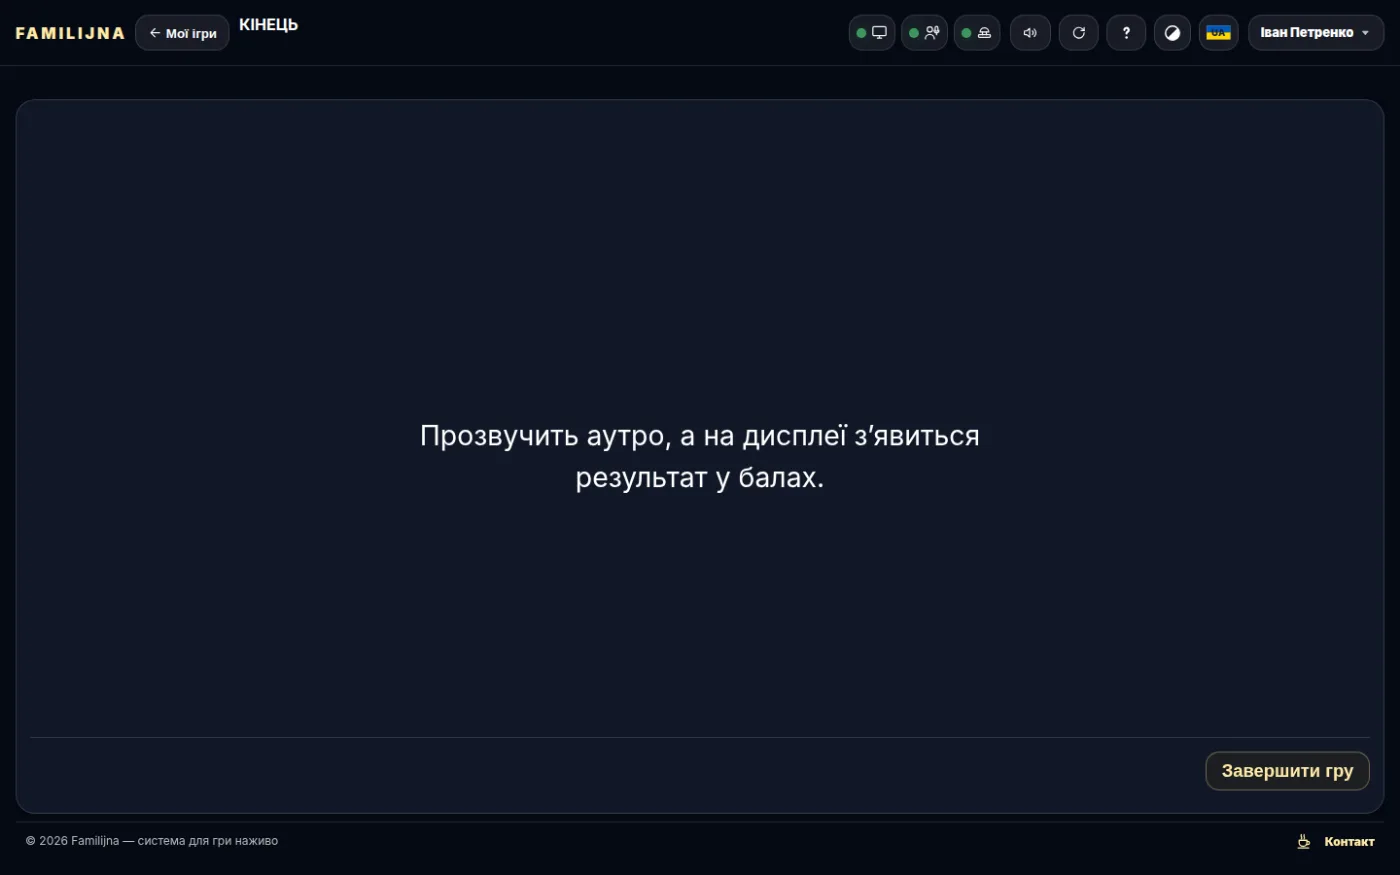 FAMILIJNA
← Мої ігри
КІНЕЦЬ
?
UA
Іван Петренко
Прозвучить аутро, а на дисплеї з’явиться
результат у балах.
Завершити гру
© 2026 Familijna — система для гри наживо
Контакт